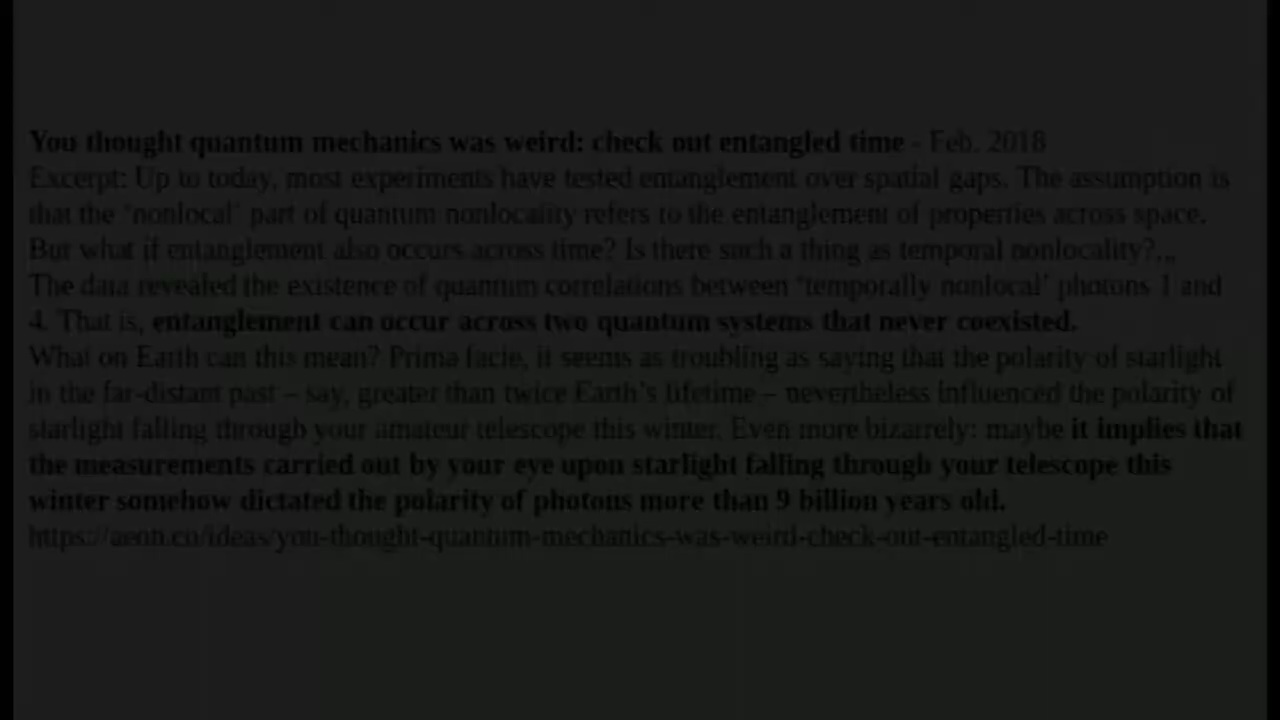 You thought quantum mechanics was weird: check out entangled time - Feb. 2018
Excerpt: Up to today, most experiments have tested entanglement over spatial gaps. The assumption is
that the ‘nonlocal’ part of quantum nonlocality refers to the entanglement of properties across space.
But what if entanglement also occurs across time? Is there such a thing as temporal nonlocality?,,,
The data revealed the existence of quantum correlations between ‘temporally nonlocal’ photons 1 and
4. That is, entanglement can occur across two quantum systems that never coexisted.
What on Earth can this mean? Prima facie, it seems as troubling as saying that the polarity of starlight
in the far-distant past – say, greater than twice Earth’s lifetime – nevertheless influenced the polarity of
starlight falling through your amateur telescope this winter. Even more bizarrely: maybe it implies that
the measurements carried out by your eye upon starlight falling through your telescope this
winter somehow dictated the polarity of photons more than 9 billion years old.
https://aeon.co/ideas/you-thought-quantum-mechanics-was-weird-check-out-entangled-time